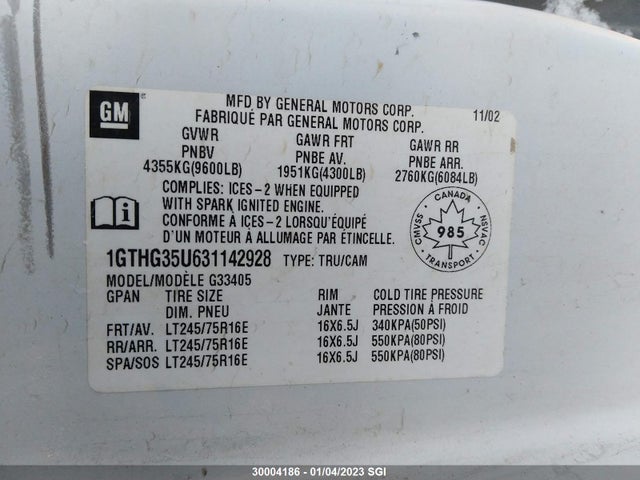 GM
MFD BY GENERAL MOTORS CORP. 11/02
FABRIQUÉ PAR GENERAL MOTORS CORP.
GVWR GAWR FRT GAWR RR
PNBV PNBE AV. PNBE ARR.
4355KG(9600LB) 1951KG(4300LB) 2760KG(6084LB)
COMPLIES: ICES-2 WHEN EQUIPPED
WITH SPARK IGNITED ENGINE.
CONFORME À ICES-2 LORSQU'ÉQUIPÉ
D'UN MOTEUR À ALLUMAGE PAR ÉTINCELLE.
CANADA
CMVSS
985
NSVAC
TRANSPORT
1GTHG35U631142928 TYPE: TRU/CAM
MODEL/MODÈLE G33405
GPAN TIRE SIZE RIM COLD TIRE PRESSURE
DIM. PNEU JANTE PRESSION À FROID
FRT/AV. LT245/75R16E 16X6.5J 340KPA(50PSI)
RR/ARR. LT245/75R16E 16X6.5J 550KPA(80PSI)
SPA/SOS LT245/75R16E 16X6.5J 550KPA(80PSI)
30004186 - 01/04/2023 SGI